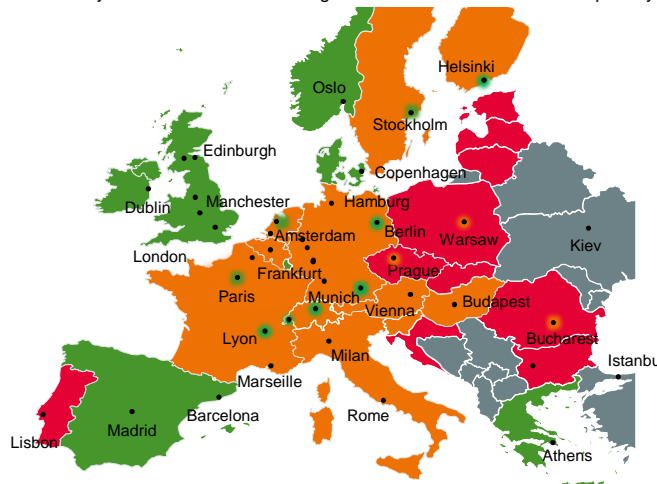 Helsinki
Oslo
Stockholm
Edinburgh
Copenhagen
Dublin
Manchester
Hamburg
Berlin
Amsterdam
Warsaw
Kiev
London
Frankfurt
Prague
Paris
Munich
Vienna
Budapest
Lyon
Bucharest
Milan
Istanbu
Marseille
Barcelona
Rome
Madrid
Lisbon
Athens